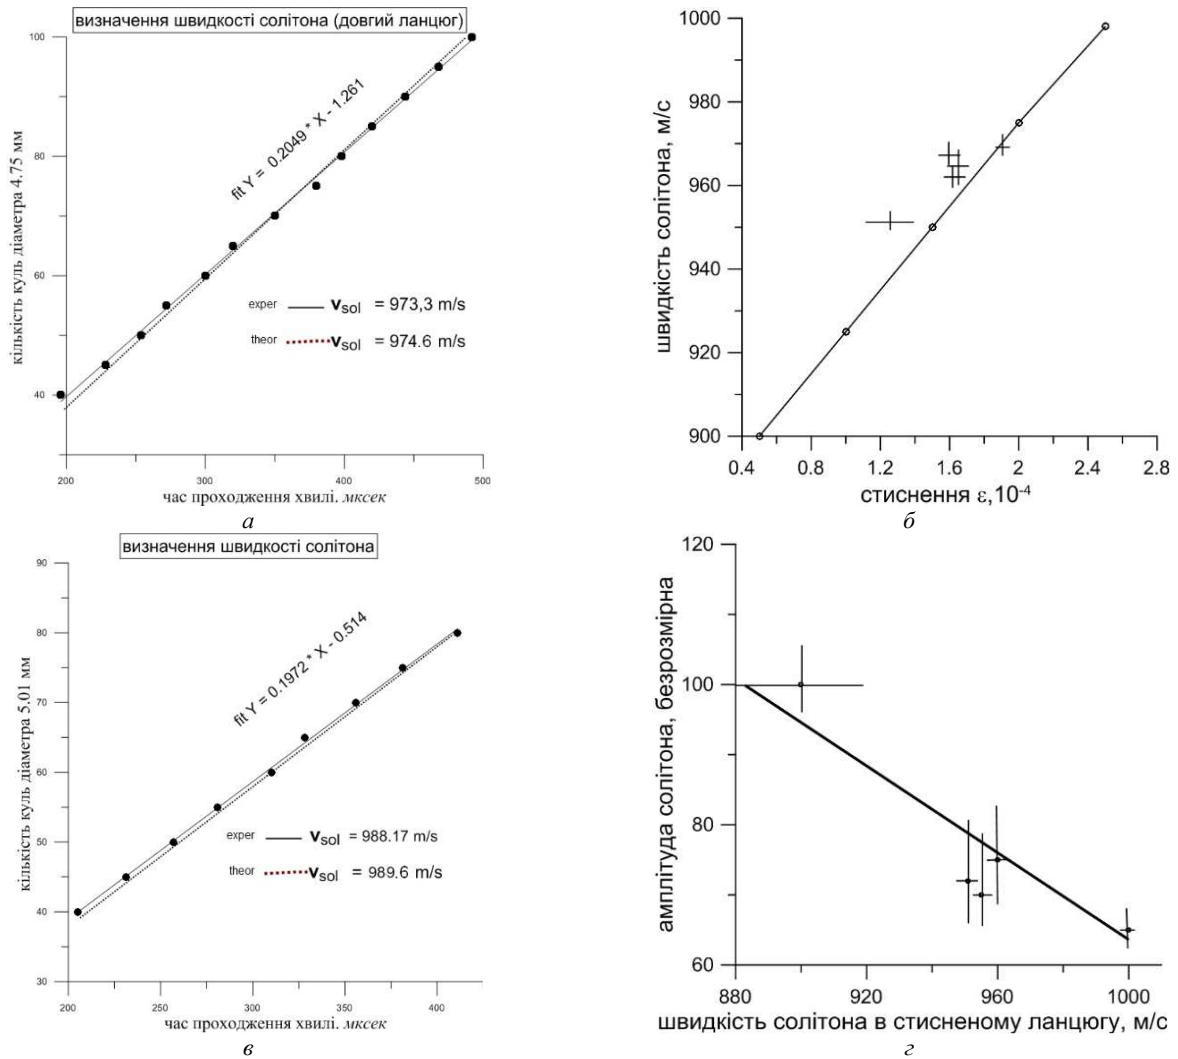 визначення швидкості солітона (довгий ланцюг)
100
80
60
40
200
300
400
500
кількість куль діаметра 4.75 мм
fit Y = 0.2049 * X - 1.261
exper
Vsol = 973,3 m/s
theor
Vsol = 974.6 m/s
час проходження хвилі. мксек
а
1000
980
960
940
920
900
0.4
0.8
1.2
1.6
2
2.4
2.8
швидкість солітона, м/с
стиснення ε,10-4
б
визначення швидкості солітона
90
80
70
60
50
40
30
200
250
300
350
400
кількість куль діаметра 5.01 мм
fit Y = 0.1972 * X - 0.514
exper
Vsol = 988.17 m/s
theor
Vsol = 989.6 m/s
час проходження хвилі. мксек
в
120
100
80
60
880
920
960
1000
амплітуда солітона, безрозмірна
швидкість солітона в стисненому ланцюгу, м/с
г